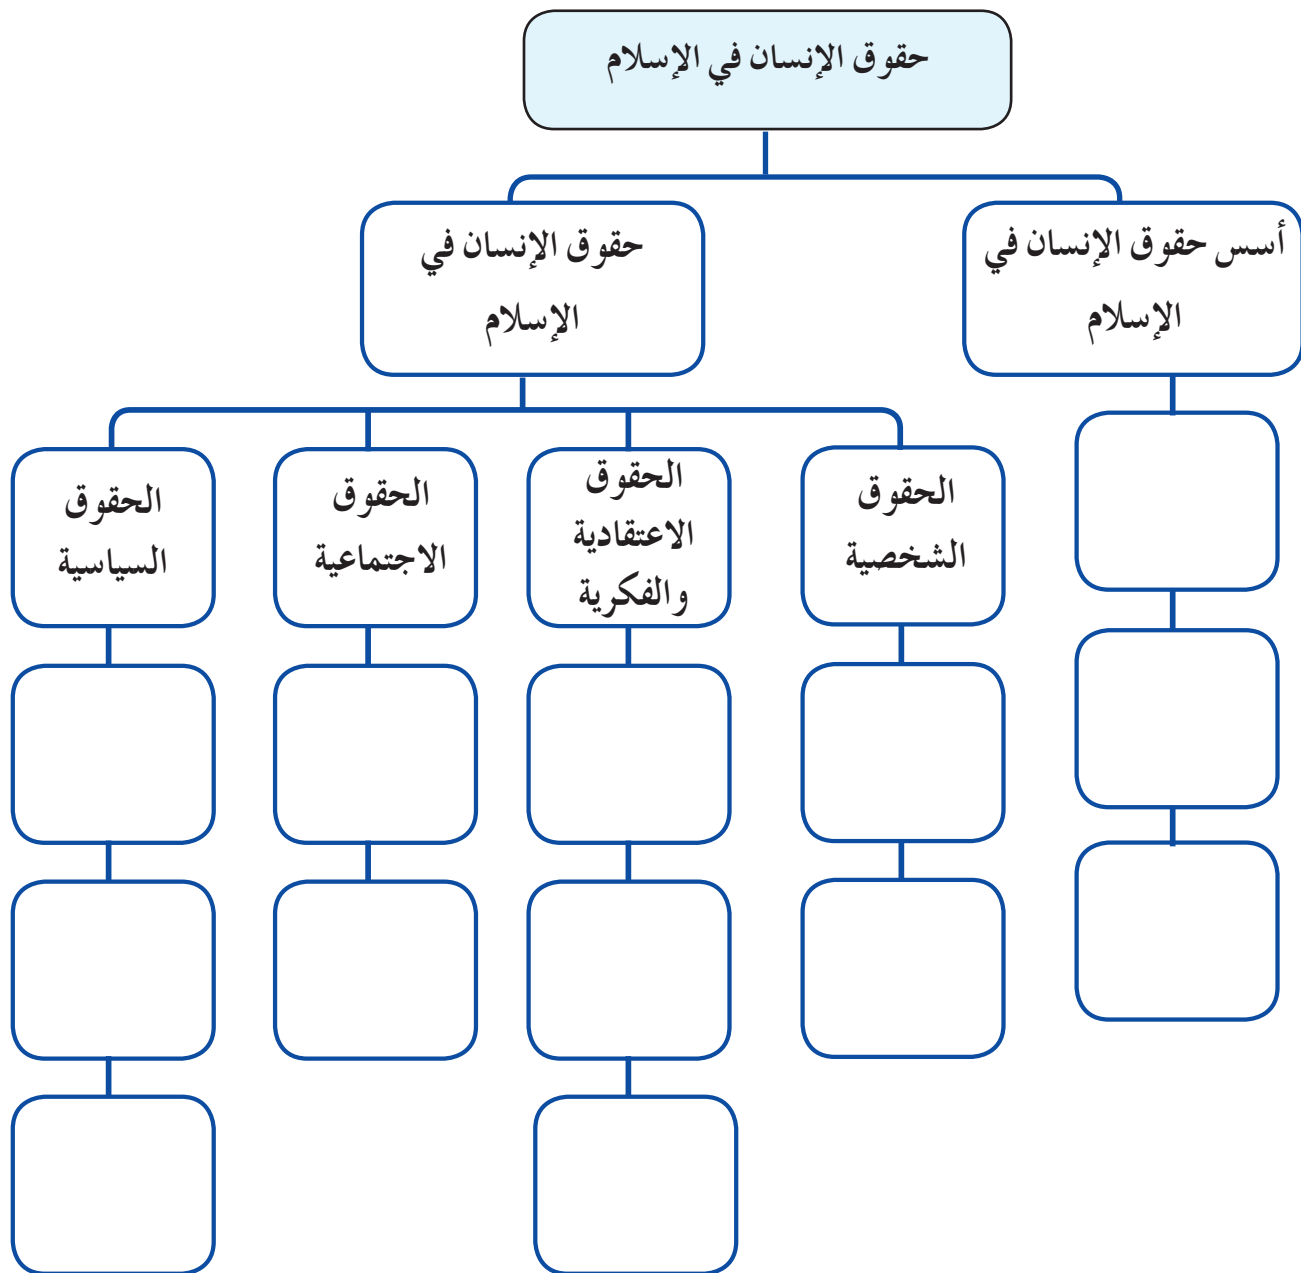 حقوق الإنسان في الإسلام
أسس حقوق الإنسان في
الإسلام
حقوق الإنسان في
الإسلام
الحقوق
الشخصية
الحقوق
الاعتقادية
والفكرية
الحقوق
الاجتماعية
الحقوق
السياسية